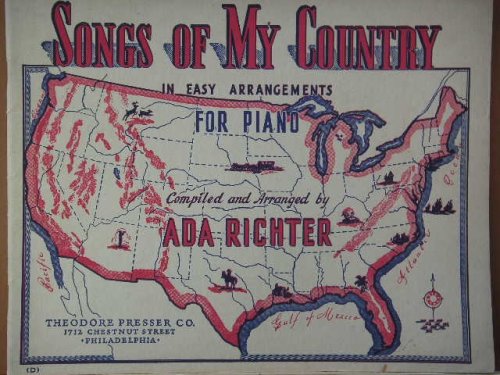 SONGS OF MY COUNTRY
IN EASY ARRANGEMENTS
FOR PIANO
Compiled and Arranged by
ADA RICHTER
Pacific
Atlantic
Ocean
Gulf of Mexico
THEODORE PRESSER CO.
1712 CHESTNUT STREET
•PHILADELPHIA•
(D)